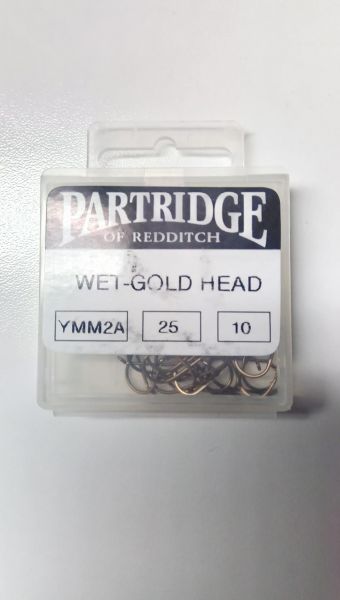 PARTRIDGE
OF REDDITCH
WET-GOLD HEAD
YMM2A 25 10